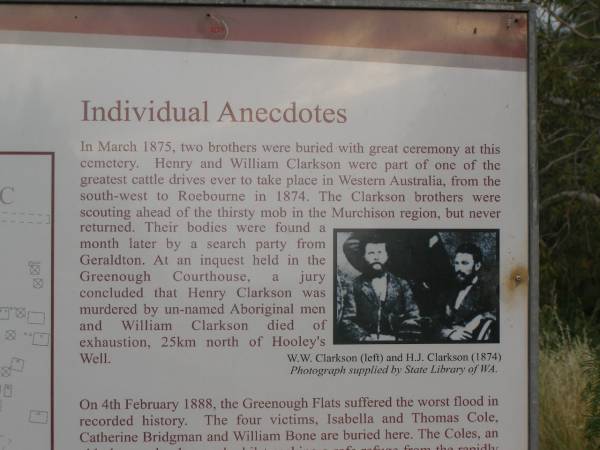 Individual Anecdotes
In March 1875, two brothers were buried with great ceremony at this
cemetery. Henry and William Clarkson were part of one of the
greatest cattle drives ever to take place in Western Australia, from the
south-west to Roebourne in 1874. The Clarkson brothers were
scouting ahead of the thirsty mob in the Murchison region, but never
returned. Their bodies were found a
month later by a search party from
Geraldton. At an inquest held in the
Greenough Courthouse, a jury
concluded that Henry Clarkson was
murdered by un-named Aboriginal men
and William Clarkson died of
exhaustion, 25km north of Hooley's
Well.
W.W. Clarkson (left) and H.J. Clarkson (1874)
Photograph supplied by State Library of WA.
On 4th February 1888, the Greenough Flats suffered the worst flood in
recorded history. The four victims, Isabella and Thomas Cole,
Catherine Bridgman and William Bone are buried here. The Coles, an
C